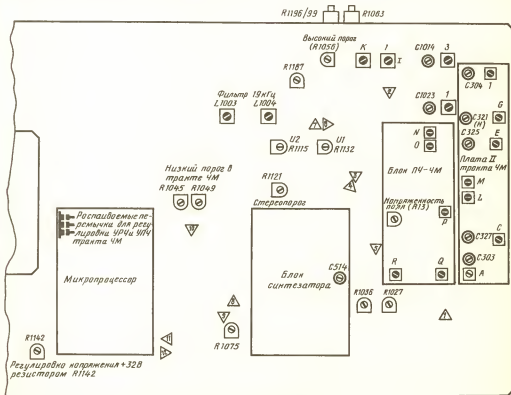 R1196/99
R1083
Высокий порог
(R1056)
K
I
I
C1014
3
R1187
C304
1
Фильтр 19кГц
L1003
L1004
C1023
1
G
C321
(H)
N
O
C325
E
U2
R1115
U1
R1132
Блок ПЧ-ЧМ
Плата II
тракта ЧМ
Низкий порог в
тракте ЧМ
R1045
R1049
R1121
Стереопорог
M
L
Напряженность
поля (R13)
P
Распаиваемые пе-
ремычка для регу-
лировки УРЧ и УПЧ
тракта ЧМ
Микропроцессор
Блок
синтезатора
C514
C327
C
C303
A
R
Q
R1036
R1027
R1075
R1142
Регулировка напряжения +32В
резистором R1142